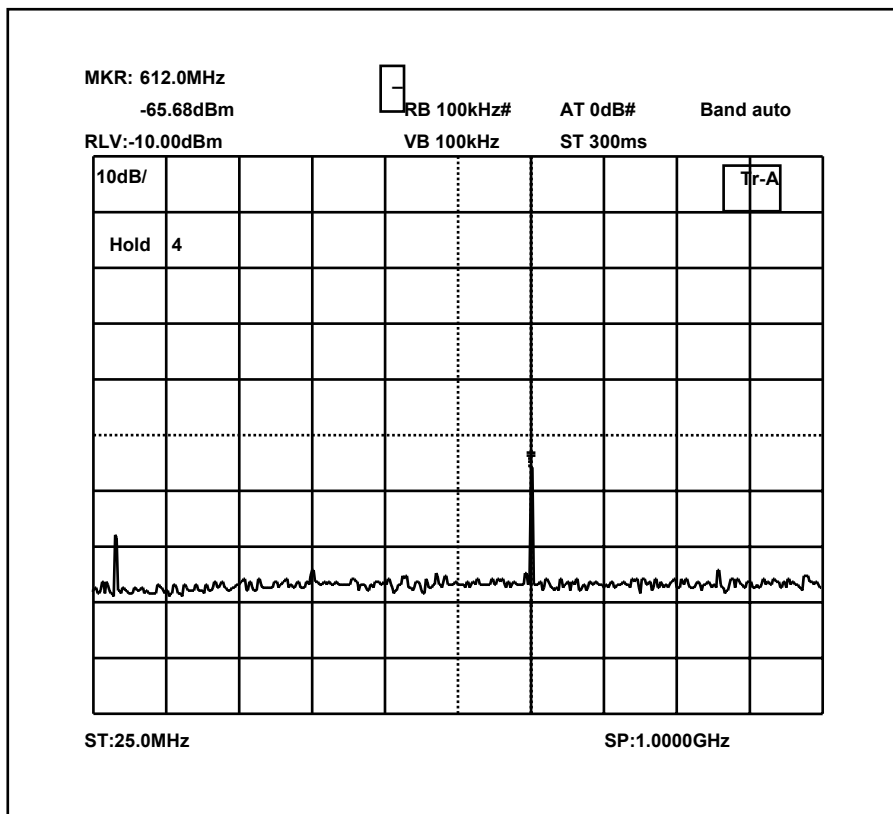 MKR: 612.0MHz
-65.68dBm
RB 100kHz# AT 0dB# Band auto
RLV:-10.00dBm VB 100kHz ST 300ms
10dB/ Tr-A
Hold 4
ST:25.0MHz SP:1.0000GHz